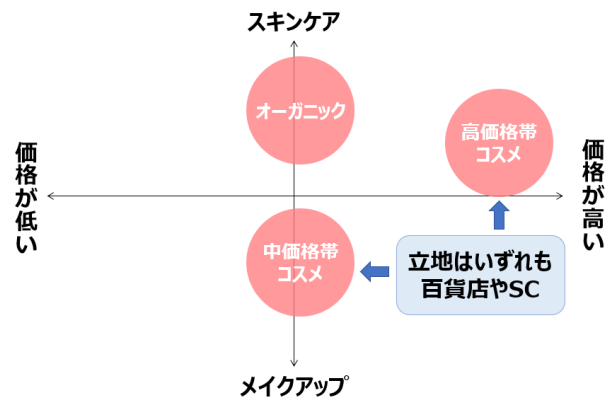 スキンケア
オーガニック
高価格帯
コスメ
価格が低い
価格が高い
中価格帯
コスメ
立地はいずれも
百貨店やSC
メイクアップ